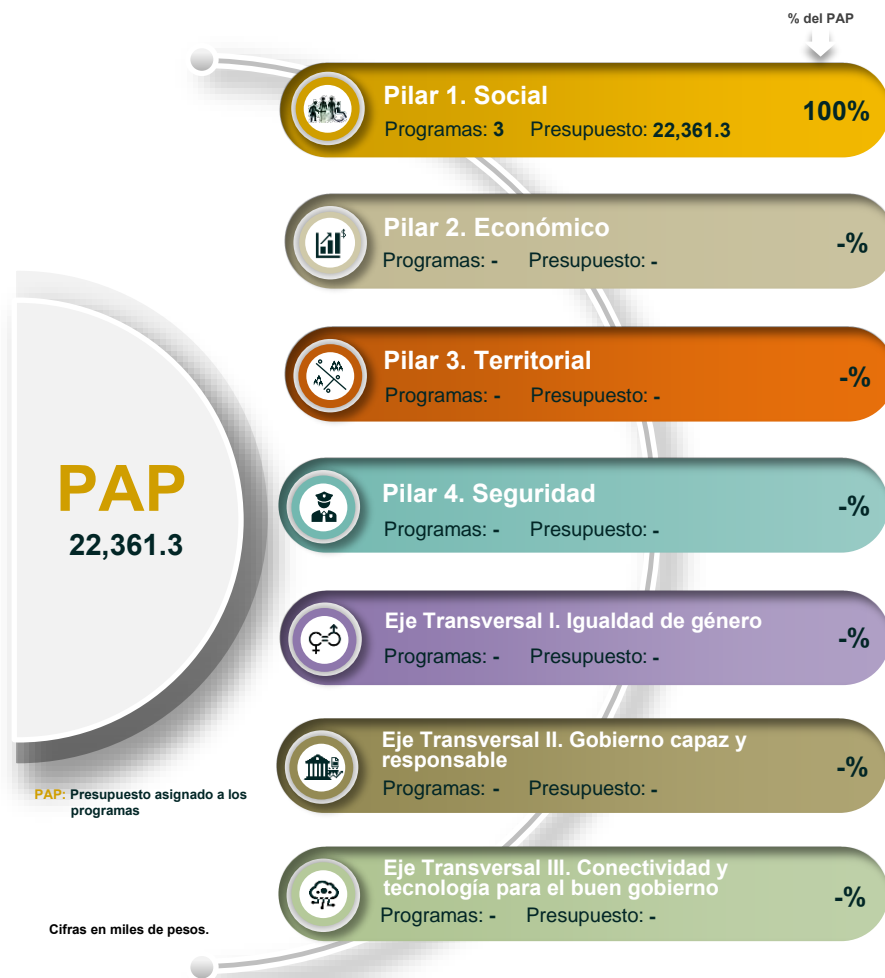 % del PAP
Pilar 1. Social
Programas: 3 Presupuesto: 22,361.3
100%
Pilar 2. Económico
Programas: - Presupuesto: -
-%
Pilar 3. Territorial
Programas: - Presupuesto: -
-%
Pilar 4. Seguridad
Programas: - Presupuesto: -
-%
Eje Transversal I. Igualdad de género
Programas: - Presupuesto: -
-%
Eje Transversal II. Gobierno capaz y
responsable
Programas: - Presupuesto: -
-%
Eje Transversal III. Conectividad y
tecnología para el buen gobierno
Programas: - Presupuesto: -
-%
PAP
22,361.3
PAP: Presupuesto asignado a los
programas
Cifras en miles de pesos.